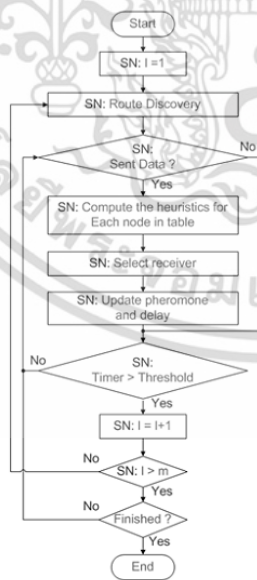 Start
SN: I =1
SN: Route Discovery
SN:
Sent Data ?
No
Yes
SN: Compute the heuristics for
Each node in table
SN: Select receiver
SN: Update pheromone
and delay
No
SN:
Timer > Threshold
Yes
SN: I = I+1
No
SN: I > m
Yes
No
Finished ?
Yes
End